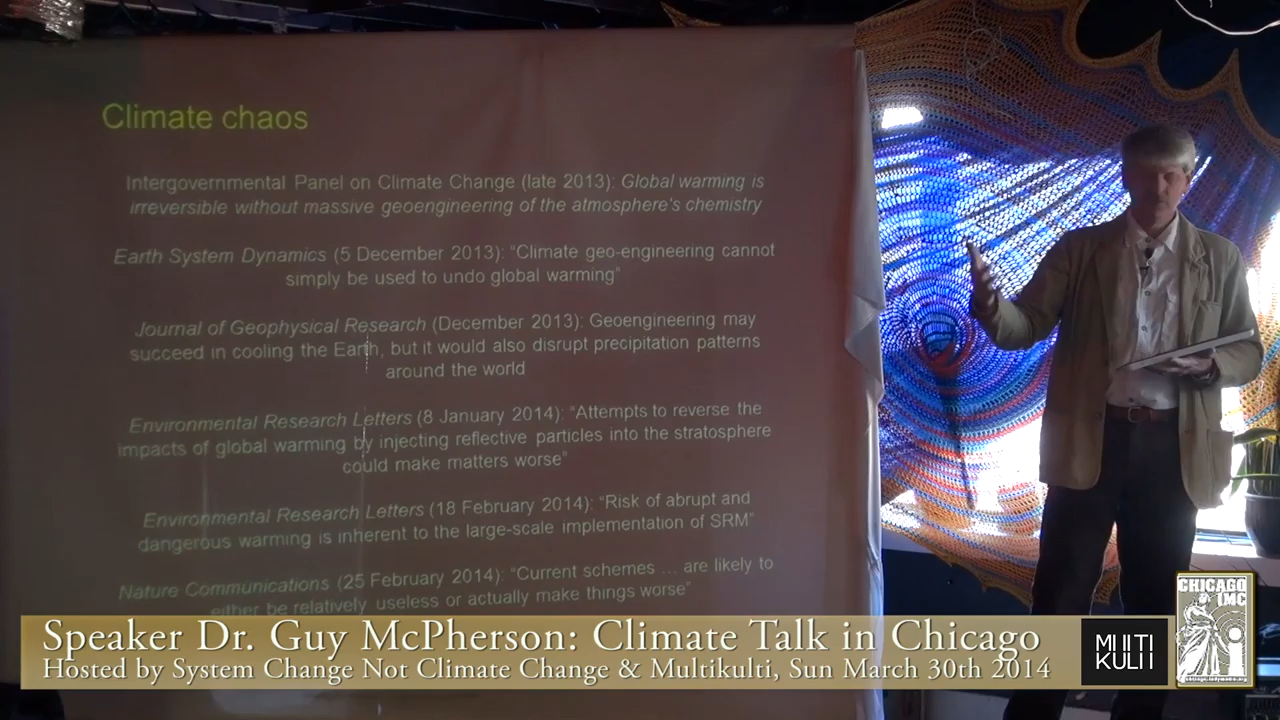 Climate chaos
Intergovernmental Panel on Climate Change (late 2013): Global warming is
irreversible without massive geoengineering of the atmosphere's chemistry
Earth System Dynamics (5 December 2013): "Climate geo-engineering cannot
simply be used to undo global warming"
Journal of Geophysical Research (December 2013): Geoengineering may
succeed in cooling the Earth, but it would also disrupt precipitation patterns
around the world
Environmental Research Letters (8 January 2014): "Attempts to reverse the
impacts of global warming by injecting reflective particles into the stratosphere
could make matters worse"
Environmental Research Letters (18 February 2014): "Risk of abrupt and
dangerous warming is inherent to the large-scale implementation of SRM"
Nature Communications (25 February 2014): "Current schemes ... are likely to
either be relatively useless or actually make things worse"
Speaker Dr. Guy McPherson: Climate Talk in Chicago
Hosted by System Change Not Climate Change & Multikulti, Sun March 30th 2014
MULTI
KULTI
CHICAGO
IMC
chicago.indymedia.org